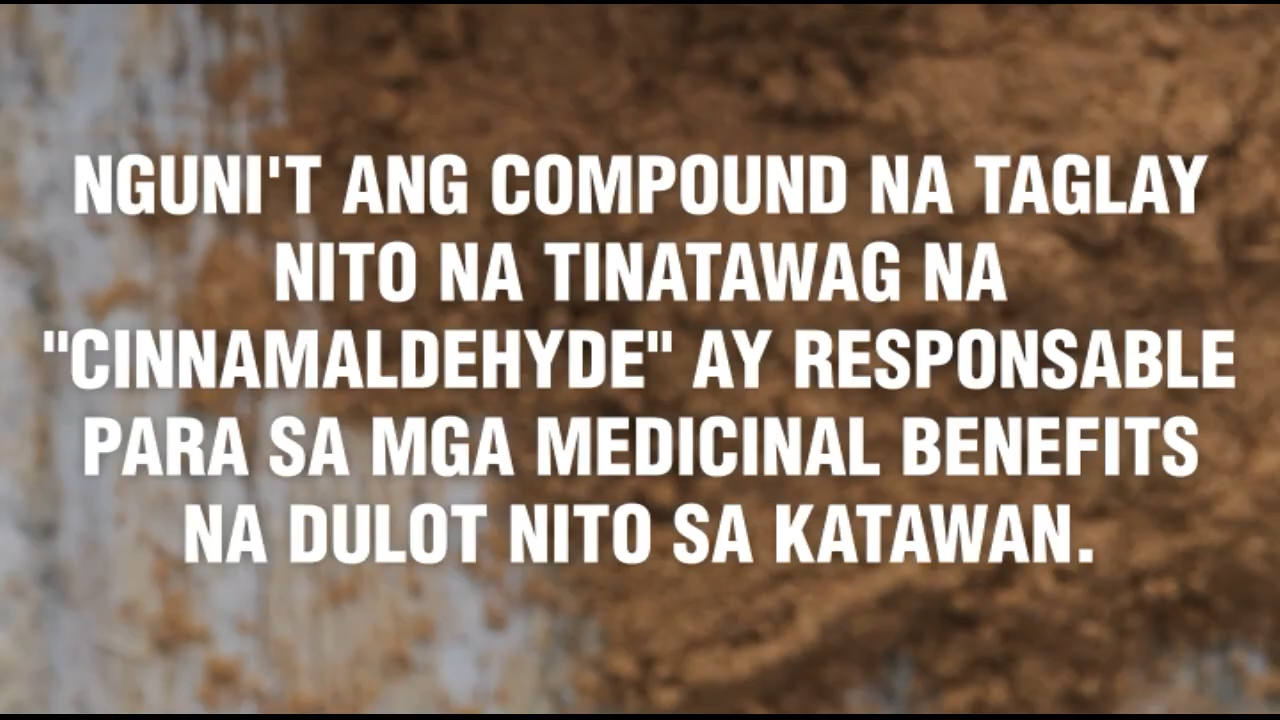 NGUNI'T ANG COMPOUND NA TAGLAY
NITO NA TINATAWAG NA
"CINNAMALDEHYDE" AY RESPONSABLE
PARA SA MGA MEDICINAL BENEFITS
NA DULOT NITO SA KATAWAN.